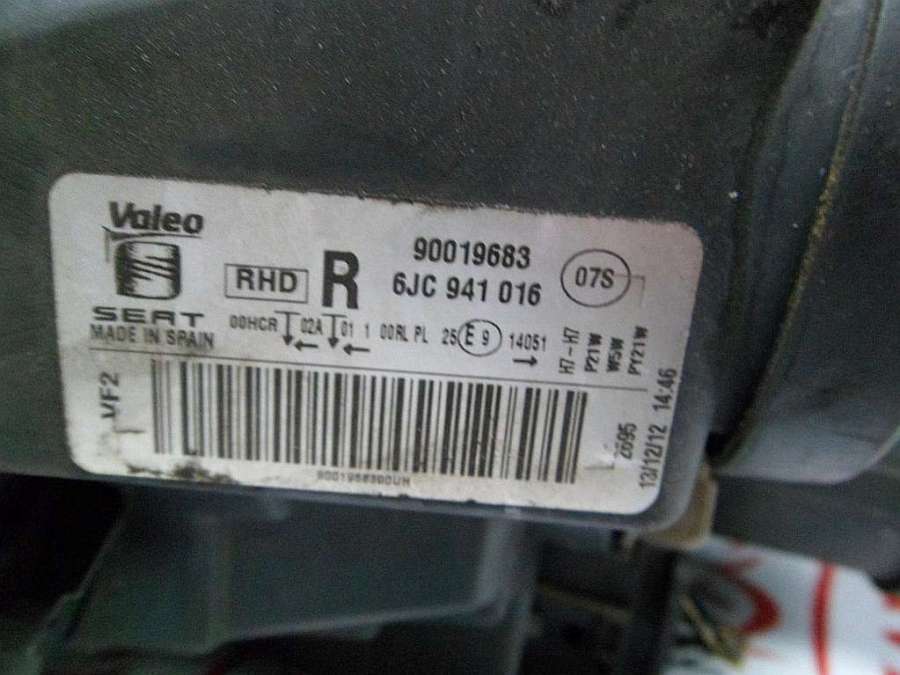 Valeo
SEAT
MADE IN SPAIN
RHD R
90019683
6JC 941 016
07S
00HCR 02A 01 1 00RL PL 25 E 9 14051
H7-H7
P21W
W5W
PY21W
VF2
2695
13/12/12 14:46